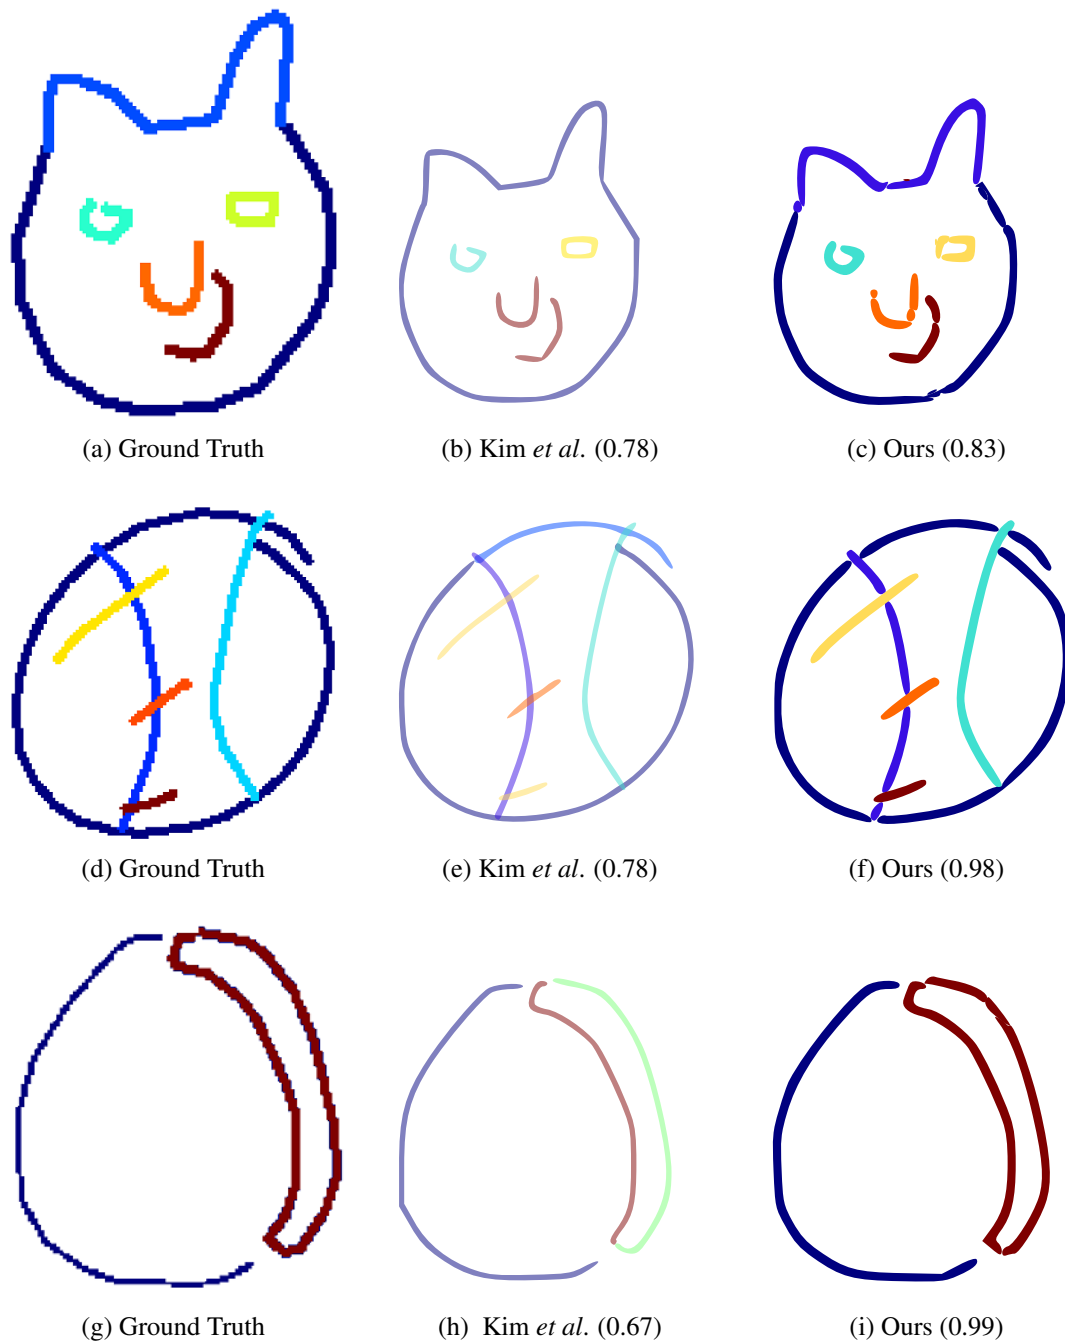 (a) Ground Truth
(b) Kim et al. (0.78)
(c) Ours (0.83)
(d) Ground Truth
(e) Kim et al. (0.78)
(f) Ours (0.98)
(g) Ground Truth
(h) Kim et al. (0.67)
(i) Ours (0.99)